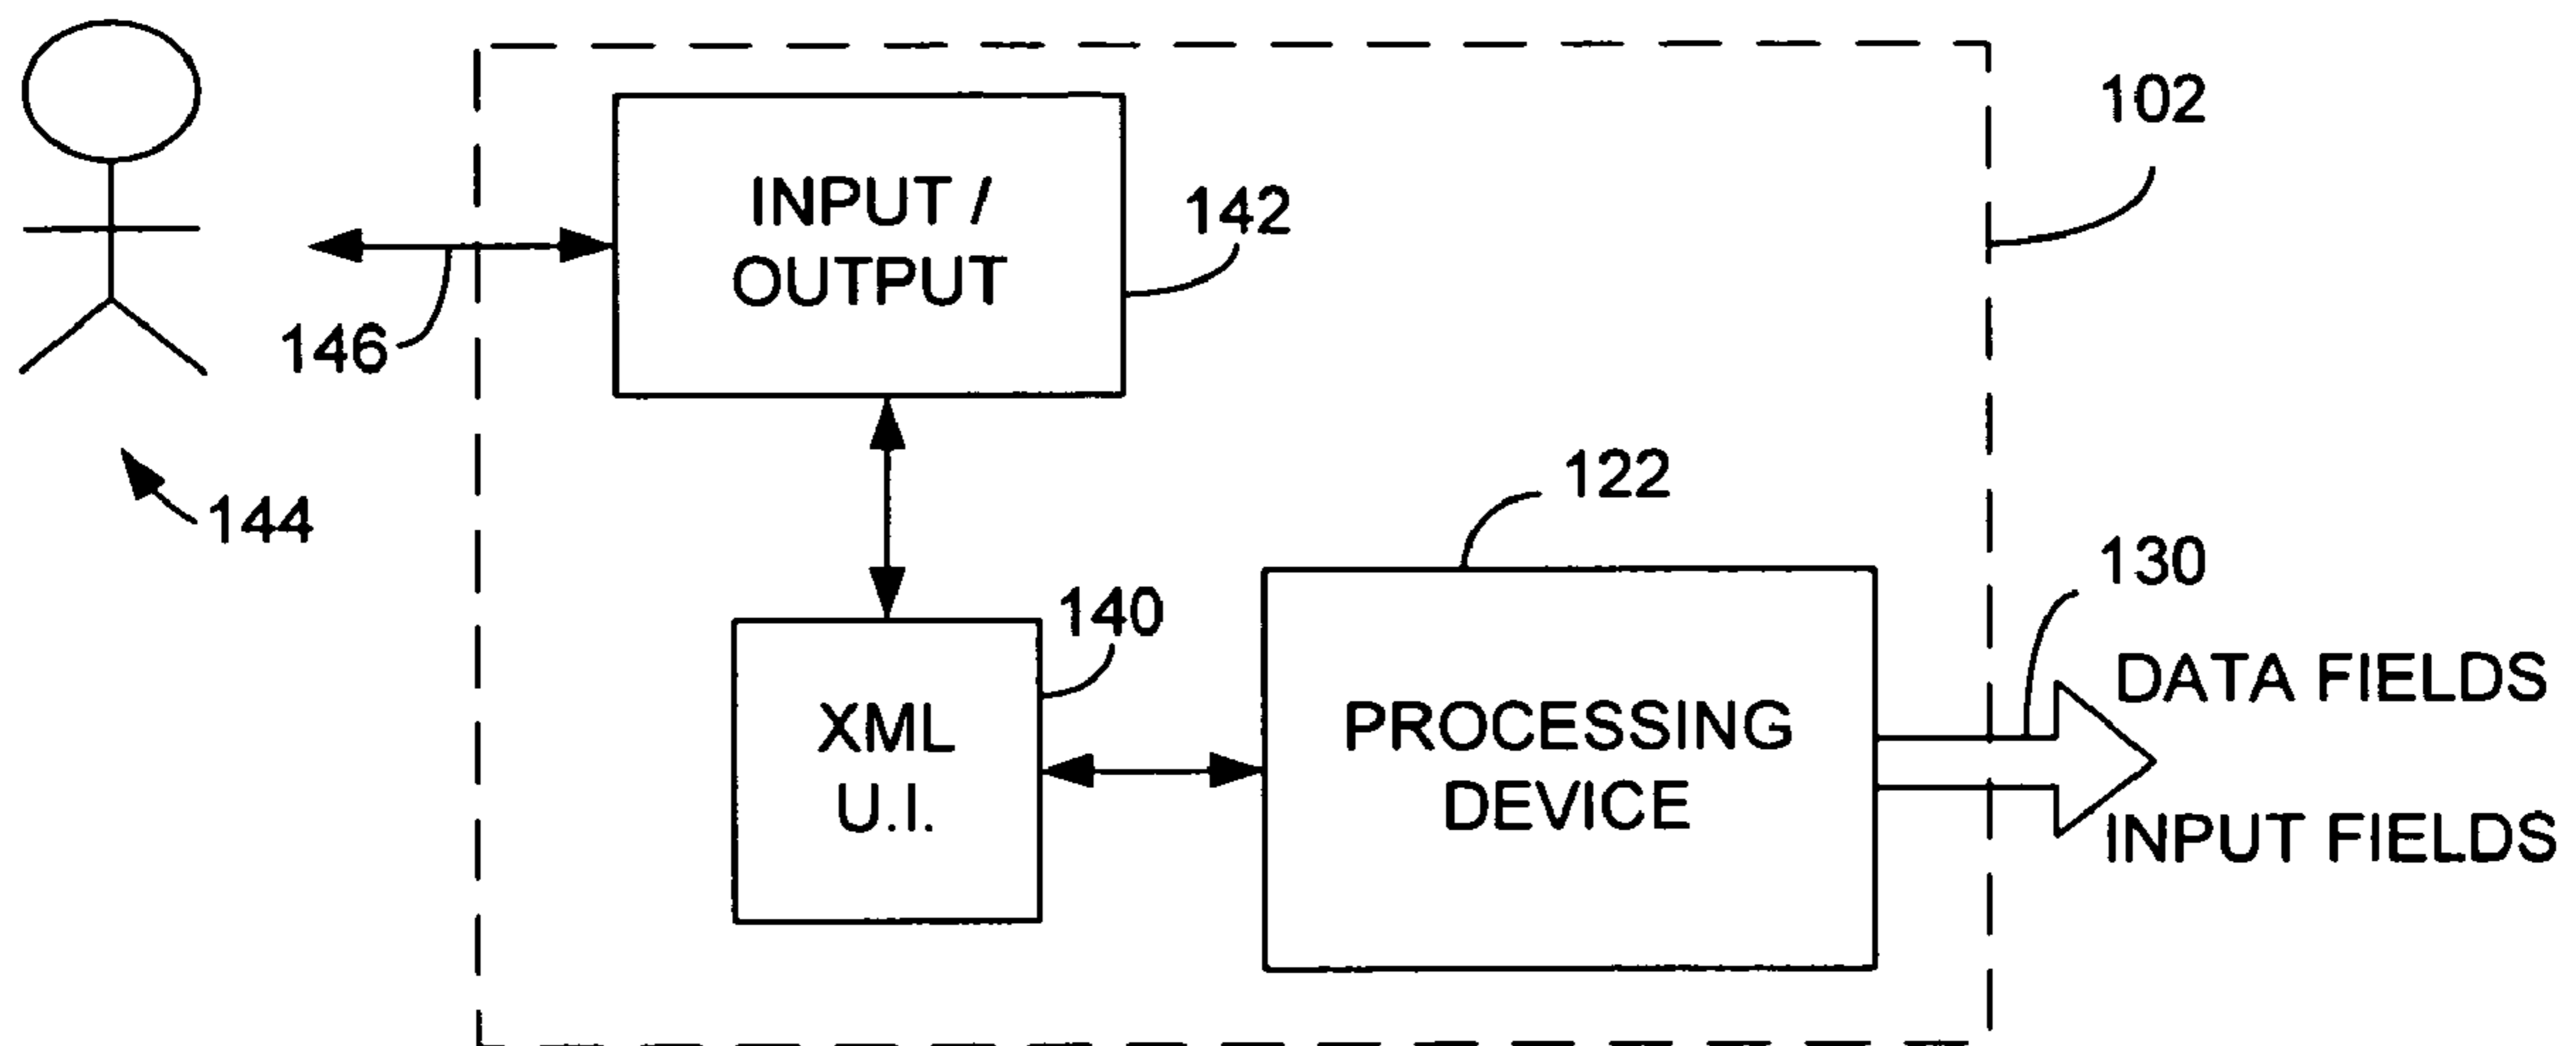 102
INPUT /
OUTPUT
142
146
144
122
130
140
DATA FIELDS
XML
U.I.
PROCESSING
DEVICE
INPUT FIELDS